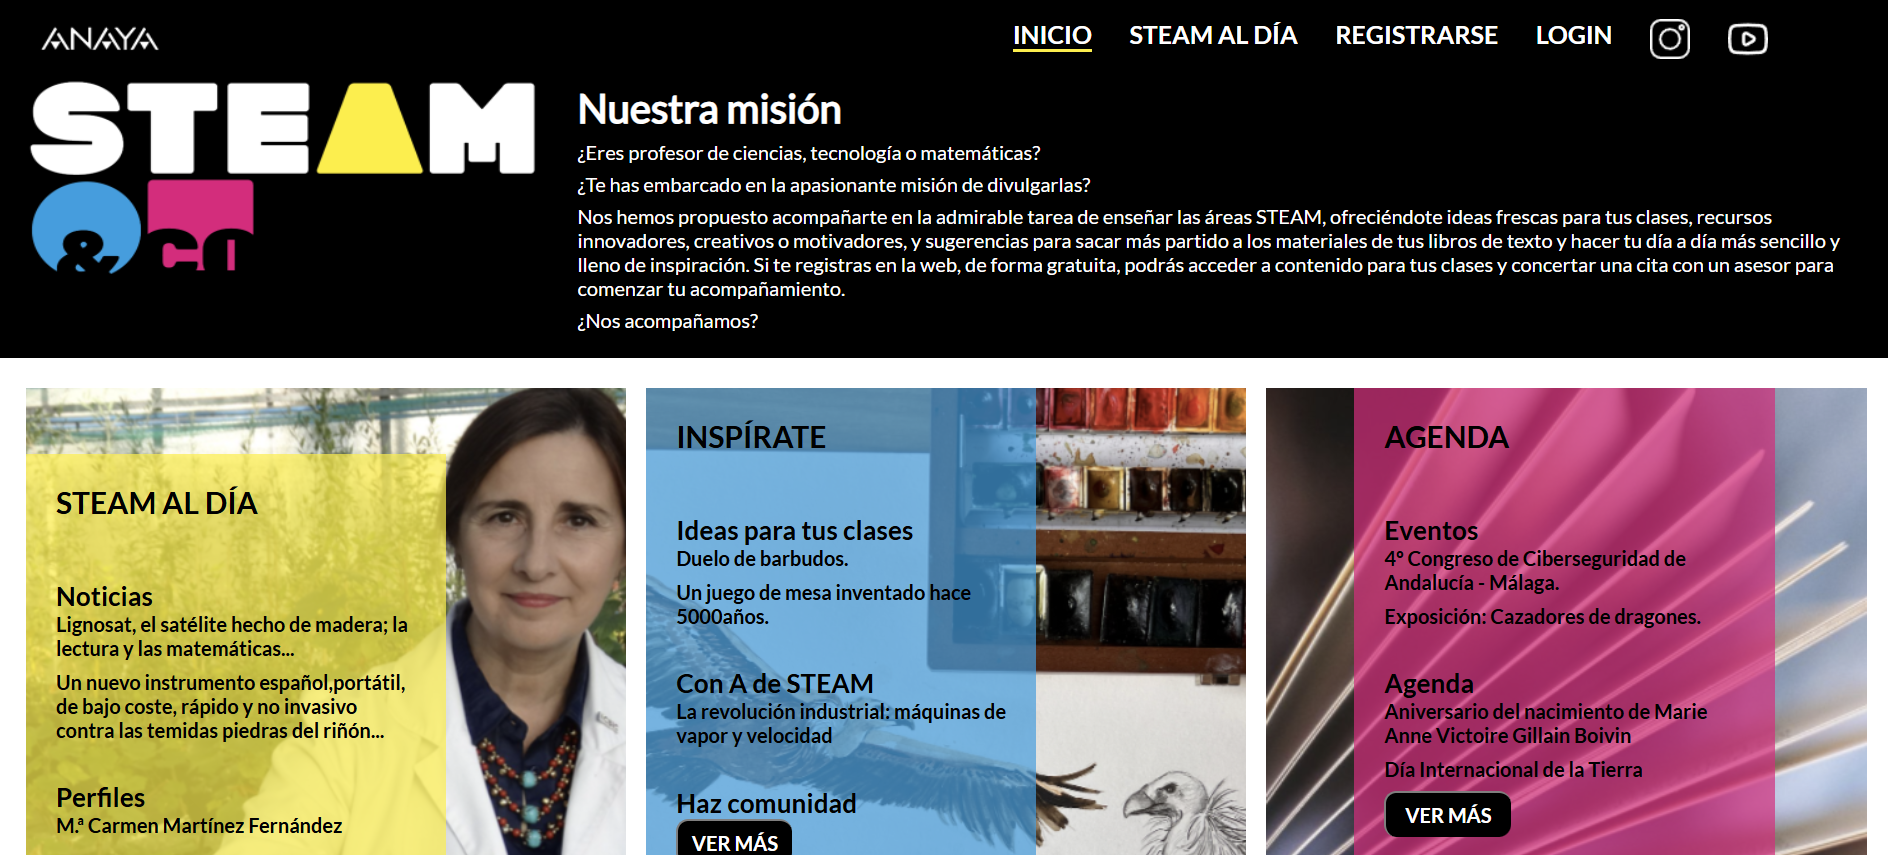 ANAYA
INICIO
STEAM AL DÍA
REGISTRARSE
LOGIN
STEAM
& CO
Nuestra misión
¿Eres profesor de ciencias, tecnología o matemáticas?
¿Te has embarcado en la apasionante misión de divulgarlas?
Nos hemos propuesto acompañarte en la admirable tarea de enseñar las áreas STEAM, ofreciéndote ideas frescas para tus clases, recursos
innovadores, creativos o motivadores, y sugerencias para sacar más partido a los materiales de tus libros de texto y hacer tu día a día más sencillo y
lleno de inspiración. Si te registras en la web, de forma gratuita, podrás acceder a contenido para tus clases y concertar una cita con un asesor para
comenzar tu acompañamiento.
¿Nos acompañamos?
STEAM AL DÍA
Noticias
Lignosat, el satélite hecho de madera; la
lectura y las matemáticas...
Un nuevo instrumento español,portátil,
de bajo coste, rápido y no invasivo
contra las temidas piedras del riñón...
Perfiles
M.ª Carmen Martínez Fernández
INSPÍRATE
Ideas para tus clases
Duelo de barbudos.
Un juego de mesa inventado hace
5000años.
Con A de STEAM
La revolución industrial: máquinas de
vapor y velocidad
Haz comunidad
VER MÁS
AGENDA
Eventos
4º Congreso de Ciberseguridad de
Andalucía - Málaga.
Exposición: Cazadores de dragones.
Agenda
Aniversario del nacimiento de Marie
Anne Victoire Gillain Boivin
Día Internacional de la Tierra
VER MÁS